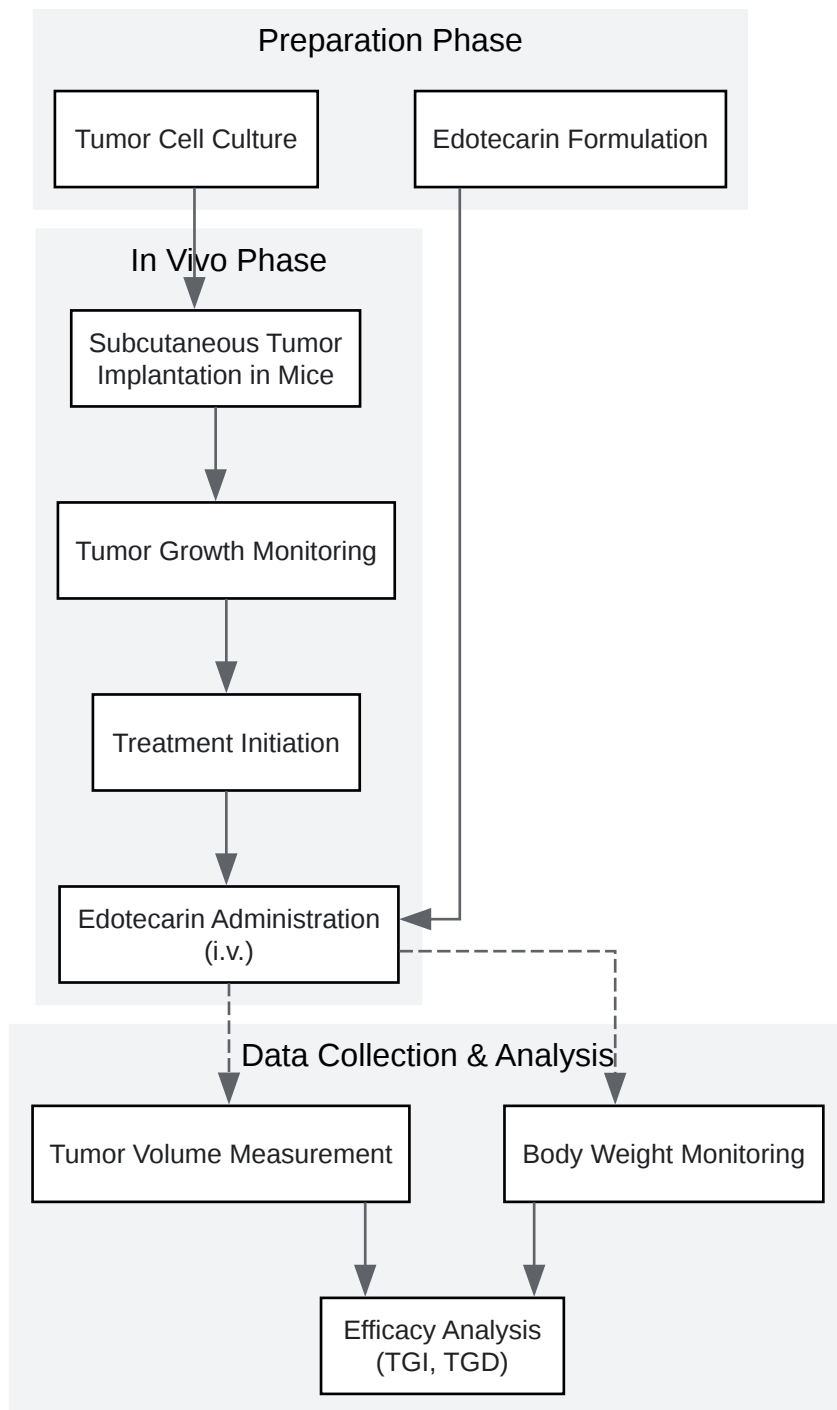 Preparation Phase
Tumor Cell Culture
Edotecarin Formulation
In Vivo Phase
Subcutaneous Tumor
Implantation in Mice
Tumor Growth Monitoring
Treatment Initiation
Edotecarin Administration
(i.v.)
Data Collection & Analysis
Tumor Volume Measurement
Body Weight Monitoring
Efficacy Analysis
(TGI, TGD)